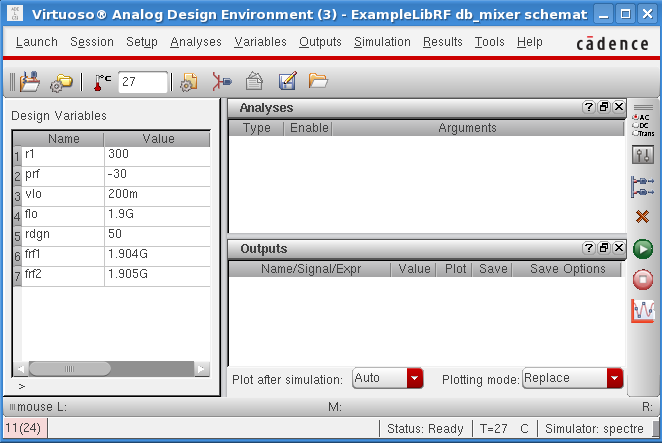 Virtuoso® Analog Design Environment (3) - ExampleLibRF db_mixer schemat
Launch Session Setup Analyses Variables Outputs Simulation Results Tools Help cādence
°C 27
Design Variables
Name Value
1 r1 300
2 prf -30
3 vlo 200m
4 flo 1.9G
5 rdgn 50
6 frf1 1.904G
7 frf2 1.905G
>
Analyses
Type Enable Arguments
Outputs
Name/Signal/Expr Value Plot Save Save Options
Plot after simulation: Auto Plotting mode: Replace
AC
DC
Trans
mouse L: M: R:
11(24) Status: Ready T=27 C Simulator: spectre